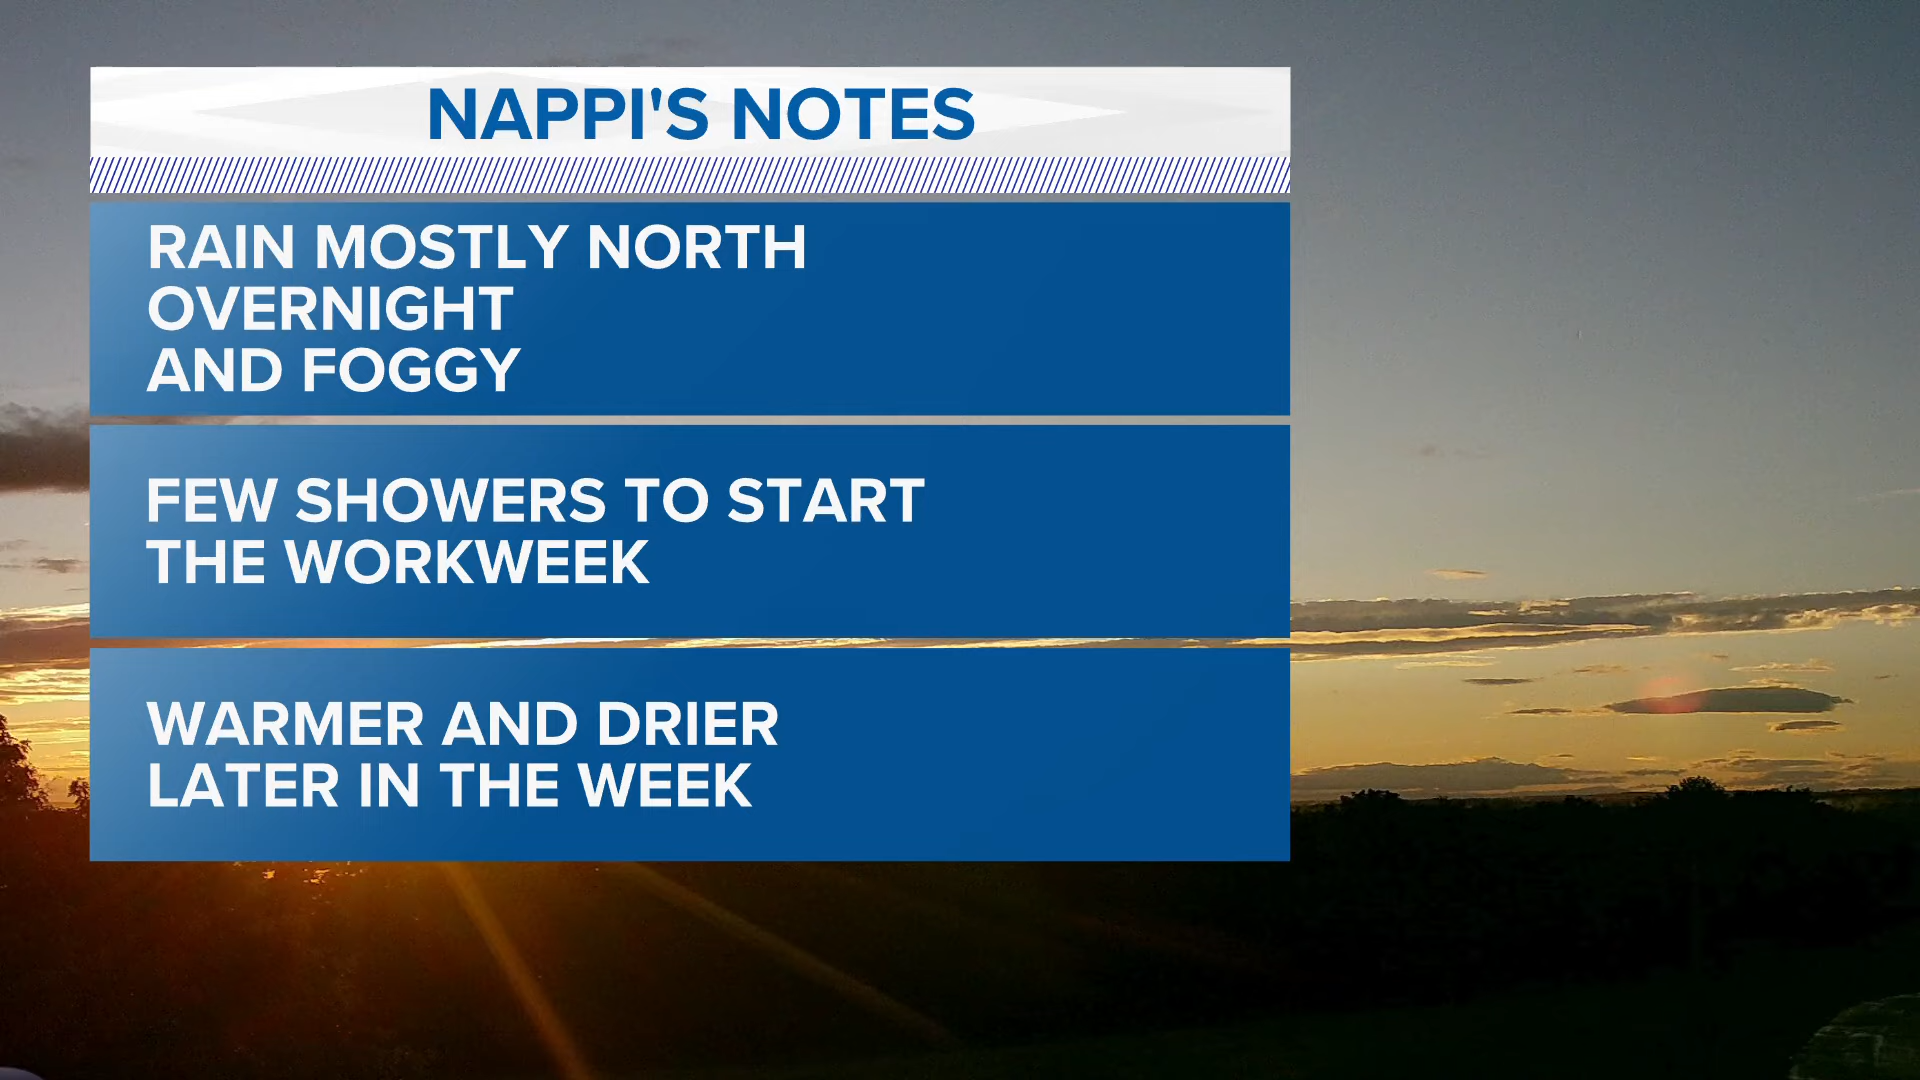 NAPPI'S NOTES
RAIN MOSTLY NORTH
OVERNIGHT
AND FOGGY
FEW SHOWERS TO START
THE WORKWEEK
WARMER AND DRIER
LATER IN THE WEEK